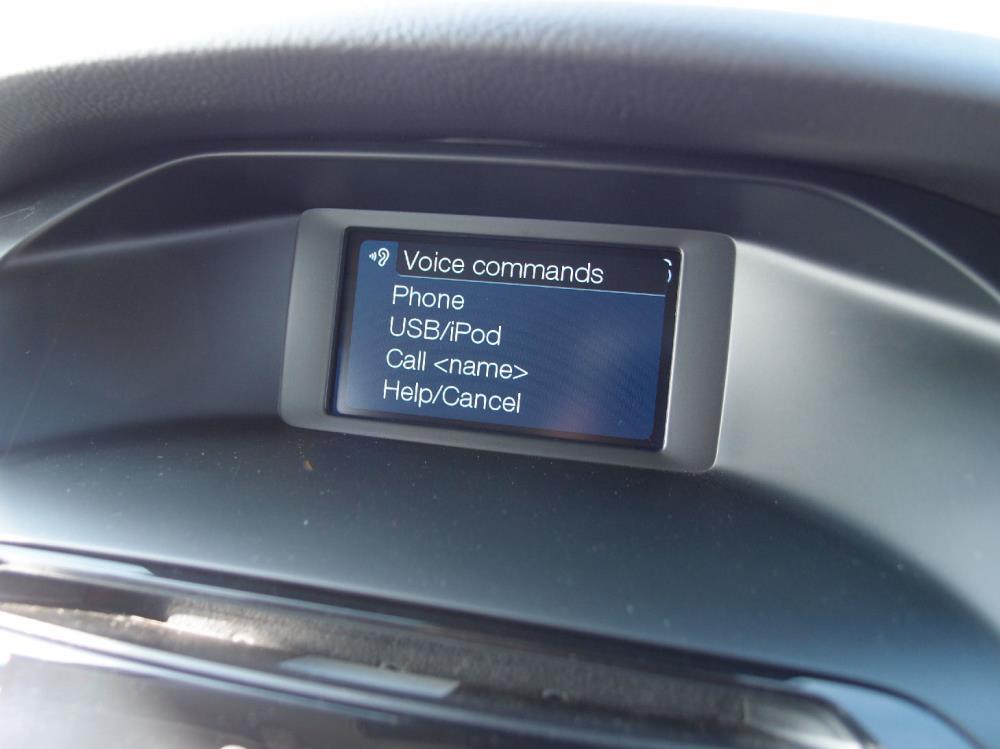 Voice commands
Phone
USB/iPod
Call <name>
Help/Cancel